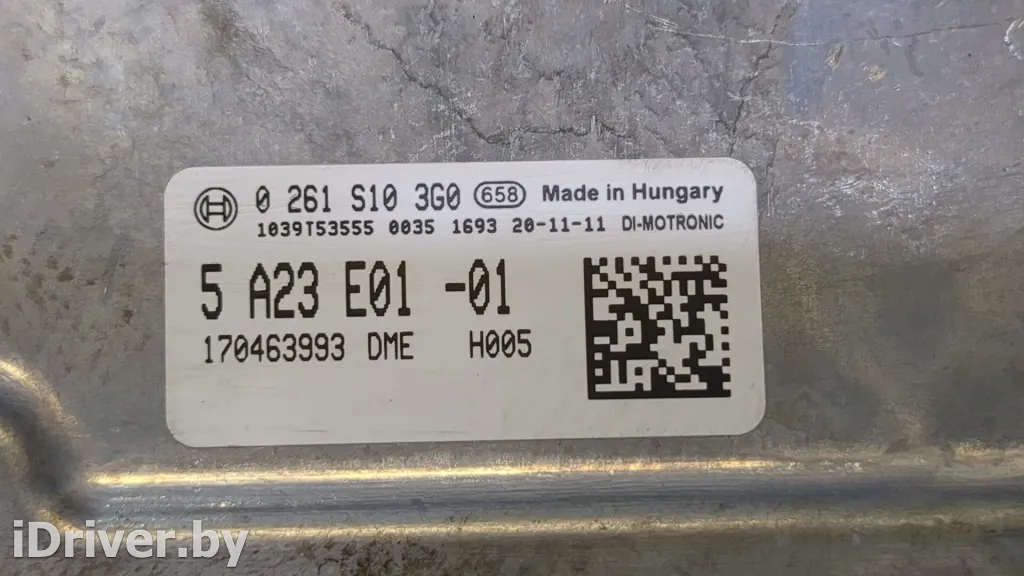 0 261 S10 3G0 658 Made in Hungary
1039T53555 0035 1693 20-11-11 DI-MOTRONIC
5 A23 E01 -01
170463993 DME H005
iDriver.by